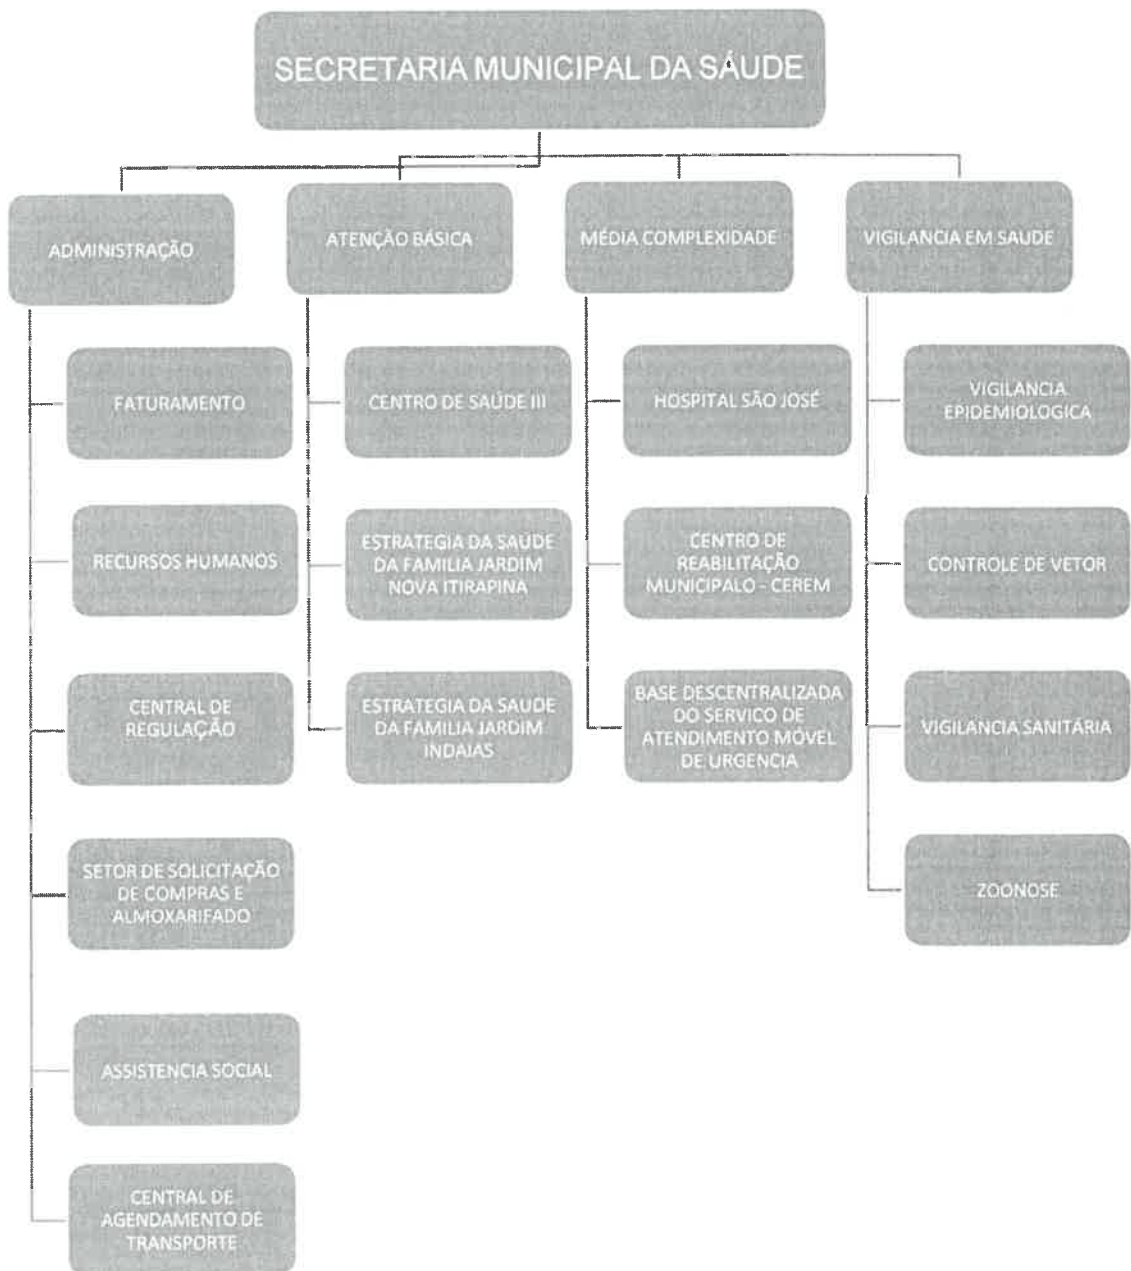 SECRETARIA MUNICIPAL DA SÁUDE
ADMINISTRAÇÃO
ATENÇÃO BÁSICA
MÉDIA COMPLEXIDADE
VIGILANCIA EM SAUDE
FATURAMENTO
CENTRO DE SAÚDE III
HOSPITAL SÃO JOSÉ
VIGILANCIA
EPIDEMIOLOGICA
RECURSOS HUMANOS
ESTRATEGIA DA SAUDE
DA FAMILIA JARDIM
NOVA ITIRAPINA
CENTRO DE
REABILITAÇÃO
MUNICIPALO - CEREM
CONTROLE DE VETOR
CENTRAL DE
REGULAÇÃO
ESTRATEGIA DA SAUDE
DA FAMILIA JARDIM
INDAIAS
BASE DESCENTRALIZADA
DO SERVICO DE
ATENDIMENTO MÓVEL
DE URGENCIA
VIGILANCIA SANITÁRIA
SETOR DE SOLICITAÇÃO
DE COMPRAS E
ALMOXARIFADO
ZOONOSE
ASSISTENCIA SOCIAL
CENTRAL DE
AGENDAMENTO DE
TRANSPORTE